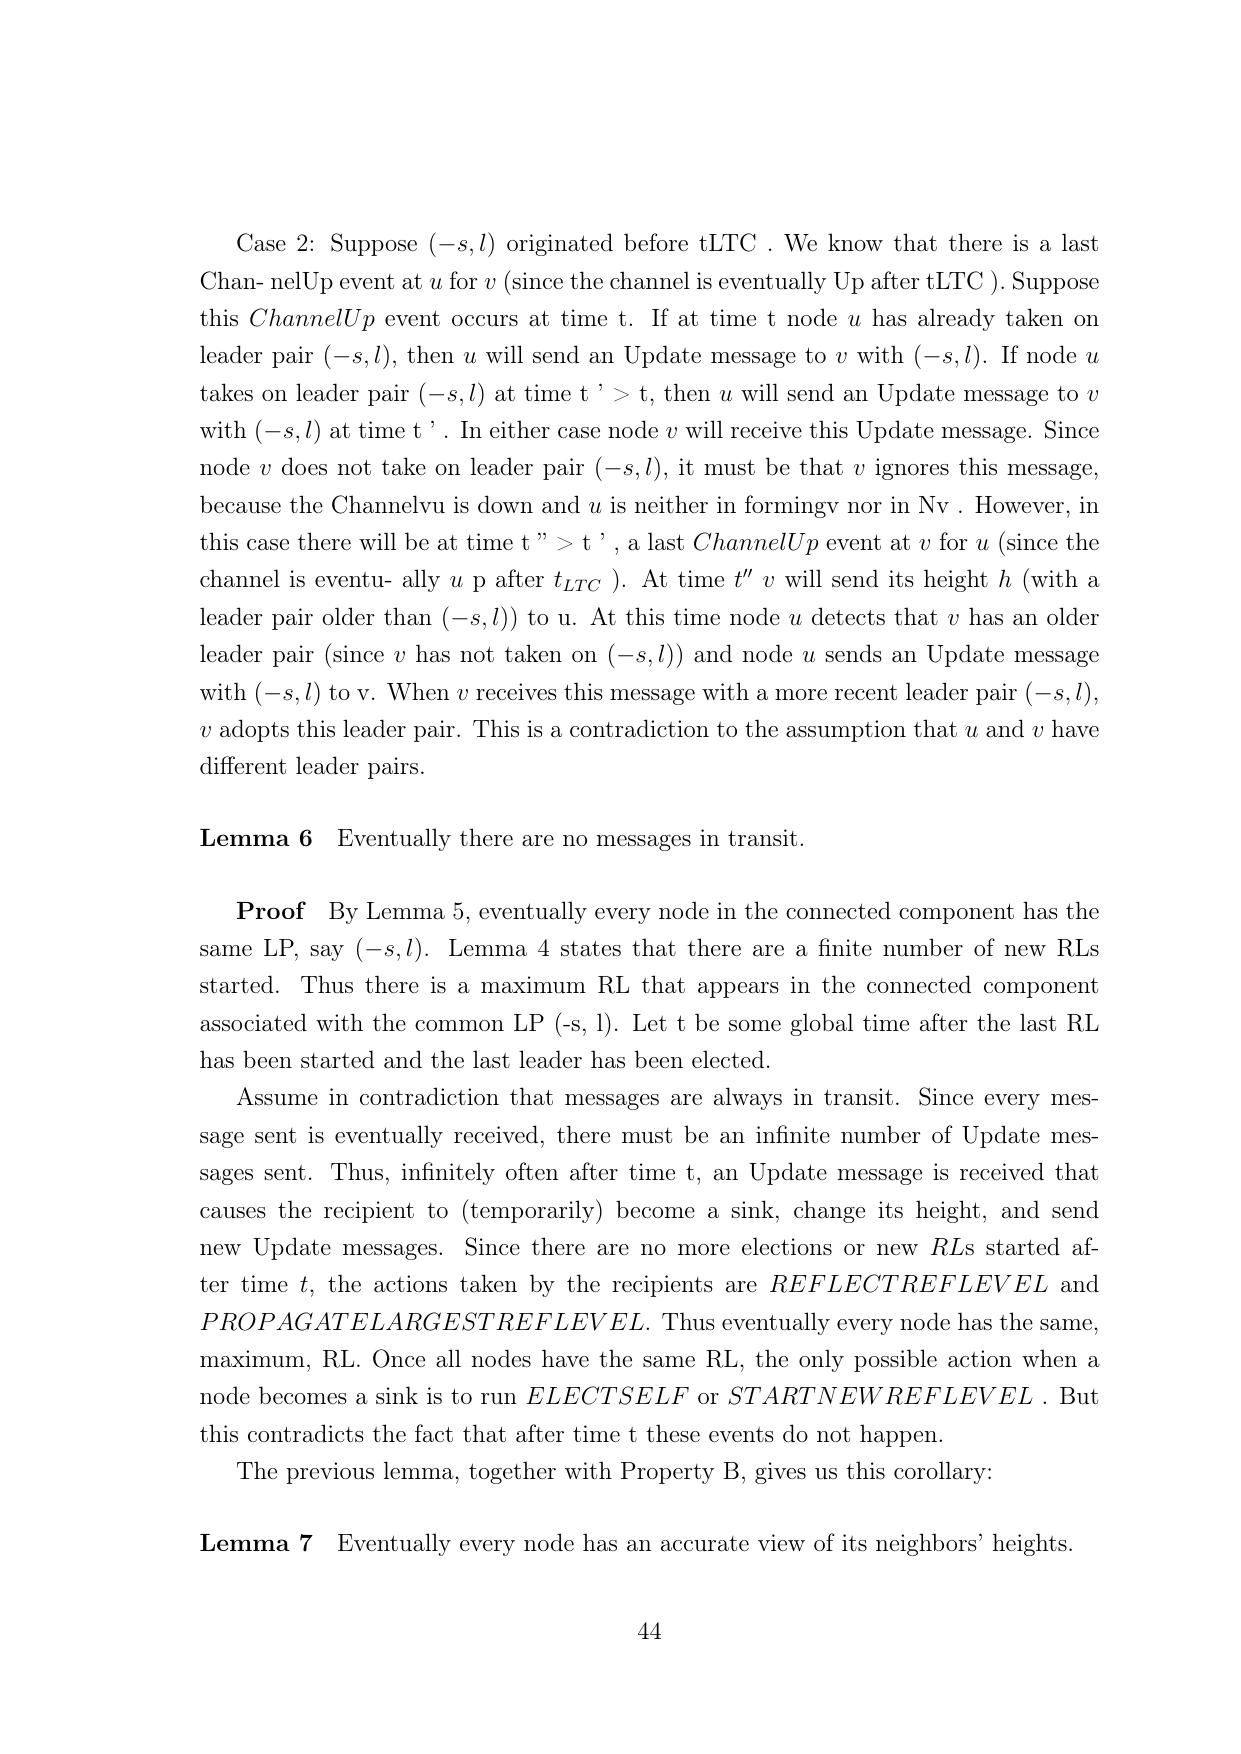 Case 2: Suppose (−s, l) originated before tLTC . We know that there is a last
Chan- nelUp event at u for v (since the channel is eventually Up after tLTC ). Suppose
this ChannelUp event occurs at time t. If at time t node u has already taken on
leader pair (−s, l), then u will send an Update message to v with (−s, l). If node u
takes on leader pair (−s, l) at time t ’ > t, then u will send an Update message to v
with (−s, l) at time t ’ . In either case node v will receive this Update message. Since
node v does not take on leader pair (−s, l), it must be that v ignores this message,
because the Channelvu is down and u is neither in formingv nor in Nv . However, in
this case there will be at time t ” > t ’ , a last ChannelUp event at v for u (since the
channel is eventu- ally u p after t_{LTC} ). At time t′′ v will send its height h (with a
leader pair older than (−s, l)) to u. At this time node u detects that v has an older
leader pair (since v has not taken on (−s, l)) and node u sends an Update message
with (−s, l) to v. When v receives this message with a more recent leader pair (−s, l),
v adopts this leader pair. This is a contradiction to the assumption that u and v have
different leader pairs.
Lemma 6 Eventually there are no messages in transit.
Proof By Lemma 5, eventually every node in the connected component has the
same LP, say (−s, l). Lemma 4 states that there are a finite number of new RLs
started. Thus there is a maximum RL that appears in the connected component
associated with the common LP (-s, l). Let t be some global time after the last RL
has been started and the last leader has been elected.
Assume in contradiction that messages are always in transit. Since every mes-
sage sent is eventually received, there must be an infinite number of Update mes-
sages sent. Thus, infinitely often after time t, an Update message is received that
causes the recipient to (temporarily) become a sink, change its height, and send
new Update messages. Since there are no more elections or new RLs started af-
ter time t, the actions taken by the recipients are REFLECTREFLEVEL and
PROPAGATELARGESTREFLEVEL. Thus eventually every node has the same,
maximum, RL. Once all nodes have the same RL, the only possible action when a
node becomes a sink is to run ELECTSELF or STARTNEWREFLEVEL . But
this contradicts the fact that after time t these events do not happen.
The previous lemma, together with Property B, gives us this corollary:
Lemma 7 Eventually every node has an accurate view of its neighbors’ heights.
44